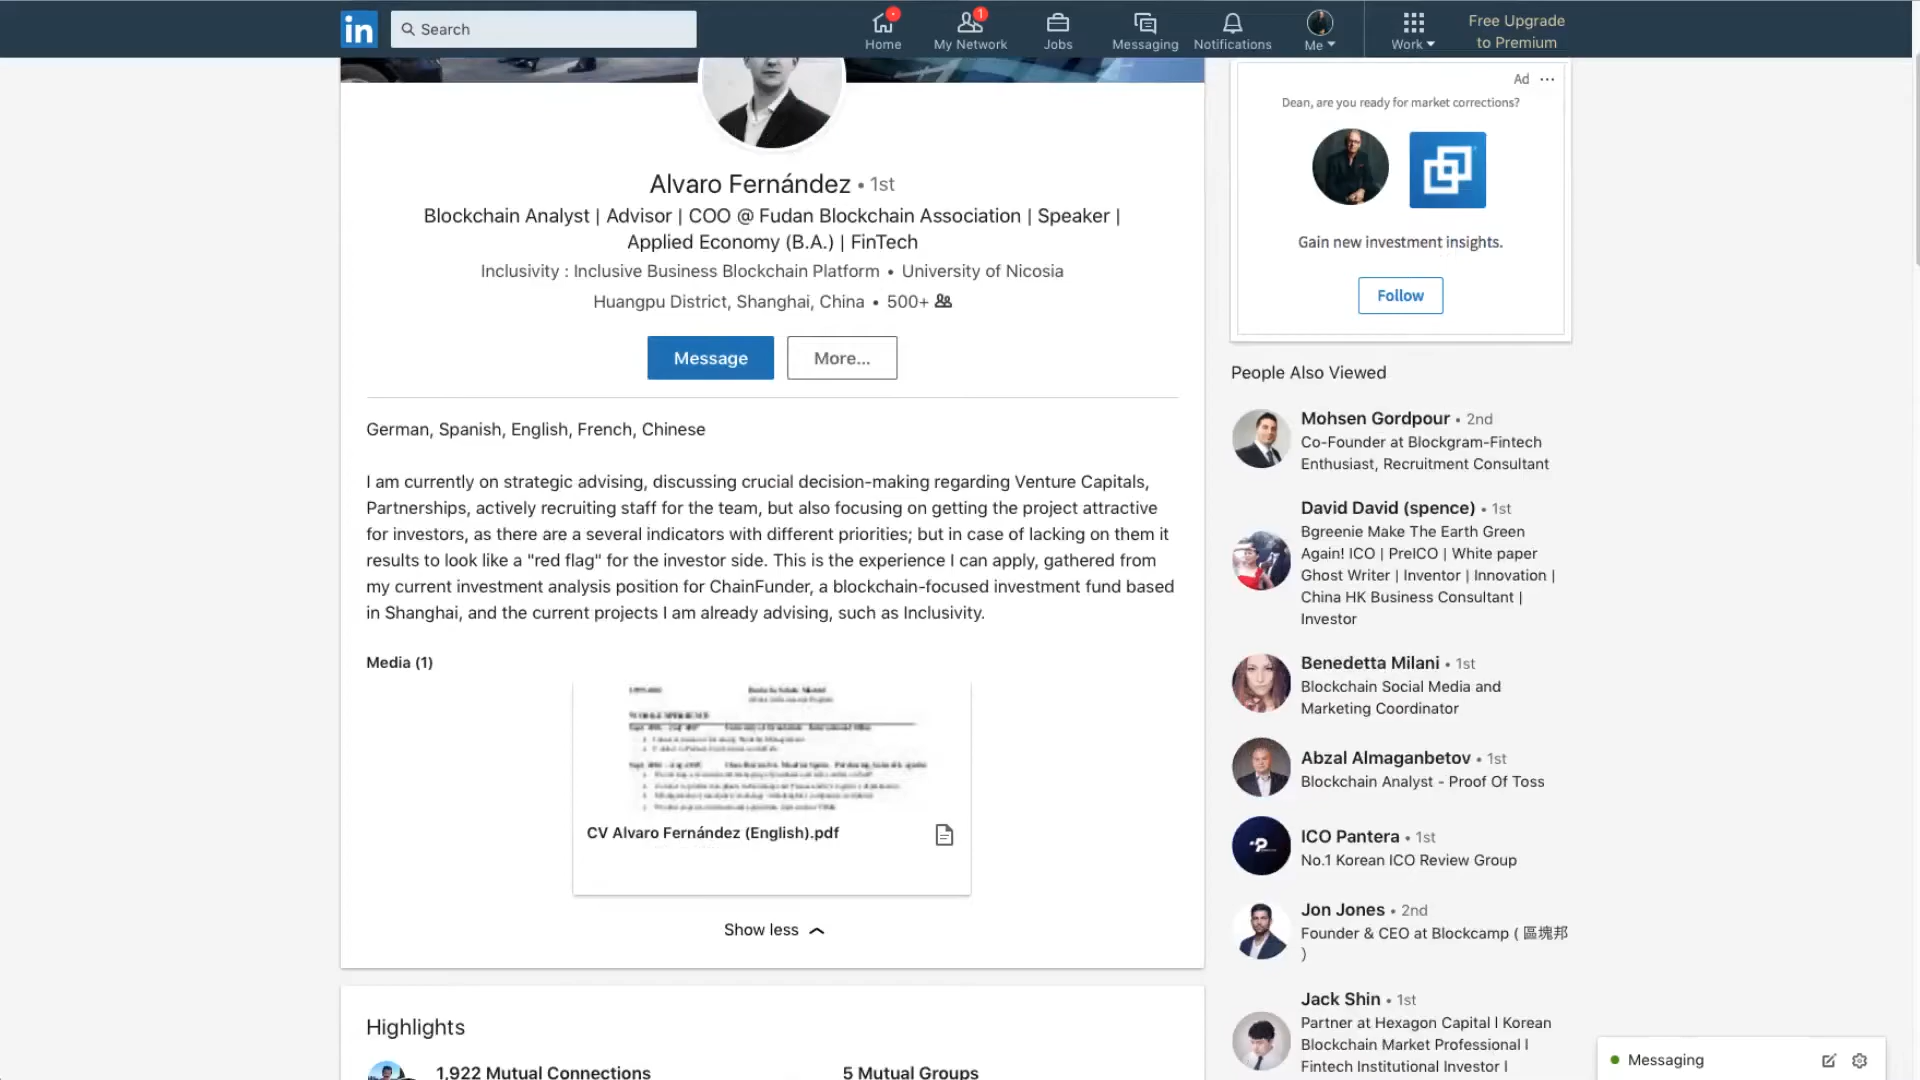 in
Search
Home
1
My Network
Jobs
Messaging
Notifications
Me
Work
Free Upgrade
to Premium
Alvaro Fernández • 1st
Blockchain Analyst | Advisor | COO @ Fudan Blockchain Association | Speaker |
Applied Economy (B.A.) | FinTech
Inclusivity : Inclusive Business Blockchain Platform • University of Nicosia
Huangpu District, Shanghai, China • 500+
Message
More...
German, Spanish, English, French, Chinese
I am currently on strategic advising, discussing crucial decision-making regarding Venture Capitals,
Partnerships, actively recruiting staff for the team, but also focusing on getting the project attractive
for investors, as there are a several indicators with different priorities; but in case of lacking on them it
results to look like a "red flag" for the investor side. This is the experience I can apply, gathered from
my current investment analysis position for ChainFunder, a blockchain-focused investment fund based
in Shanghai, and the current projects I am already advising, such as Inclusivity.
Media (1)
CV Alvaro Fernández (English).pdf
Show less
Highlights
1,922 Mutual Connections
5 Mutual Groups
Ad ...
Dean, are you ready for market corrections?
Gain new investment insights.
Follow
People Also Viewed
Mohsen Gordpour • 2nd
Co-Founder at Blockgram-Fintech
Enthusiast, Recruitment Consultant
David David (spence) • 1st
Bgreenie Make The Earth Green
Again! ICO | PreICO | White paper
Ghost Writer | Inventor | Innovation |
China HK Business Consultant |
Investor
Benedetta Milani • 1st
Blockchain Social Media and
Marketing Coordinator
Abzal Almaganbetov • 1st
Blockchain Analyst - Proof Of Toss
ICO Pantera • 1st
No.1 Korean ICO Review Group
Jon Jones • 2nd
Founder & CEO at Blockcamp ( 區塊邦
)
Jack Shin • 1st
Partner at Hexagon Capital l Korean
Blockchain Market Professional l
Fintech Institutional Investor l
Messaging